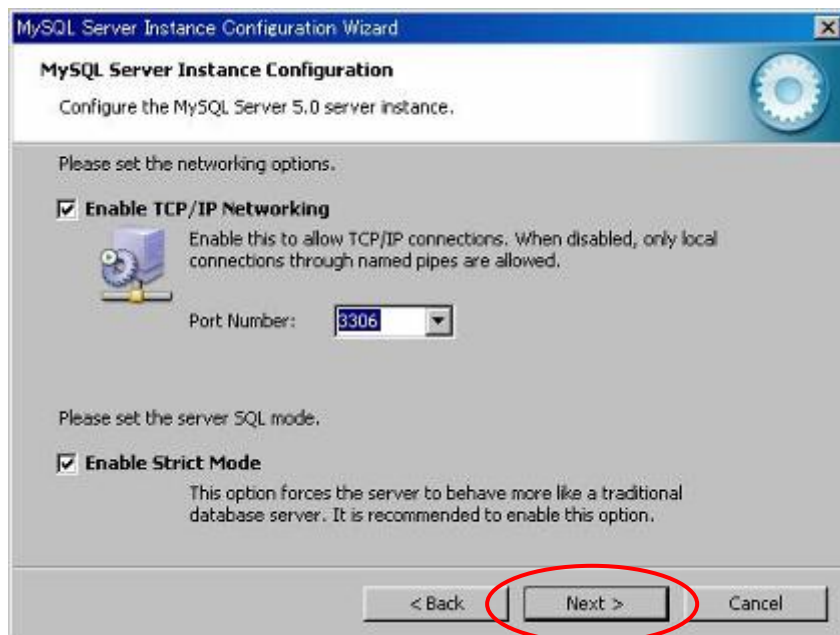 MySQL Server Instance Configuration Wizard
MySQL Server Instance Configuration
Configure the MySQL Server 5.0 server instance.
Please set the networking options.
Enable TCP/IP Networking
Enable this to allow TCP/IP connections. When disabled, only local
connections through named pipes are allowed.
Port Number: 3306
Please set the server SQL mode.
Enable Strict Mode
This option forces the server to behave more like a traditional
database server. It is recommended to enable this option.
< Back Next > Cancel